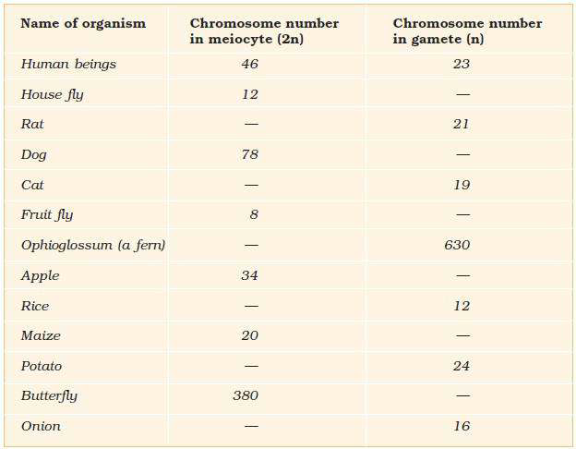 Name of organism Chromosome number in meiocyte (2n) Chromosome number in gamete (n)
Human beings 46 23
House fly 12 —
Rat — 21
Dog 78 —
Cat — 19
Fruit fly 8 —
Ophioglossum (a fern) — 630
Apple 34 —
Rice — 12
Maize 20 —
Potato — 24
Butterfly 380 —
Onion — 16